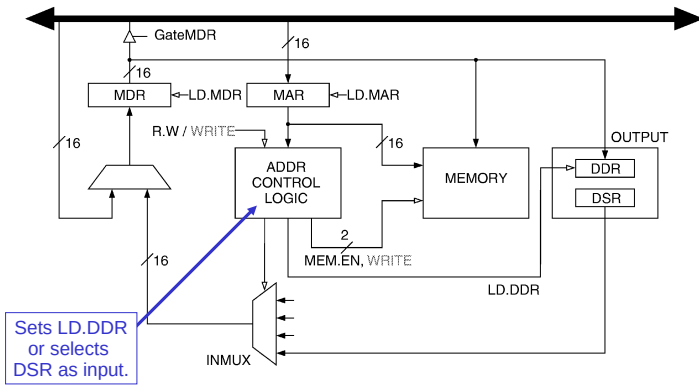 GateMDR
16
16
MDR
LD.MDR
MAR
LD.MAR
R.W / WRITE
16
16
OUTPUT
ADDR
CONTROL
LOGIC
MEMORY
DDR
DSR
2
MEM.EN, WRITE
16
LD.DDR
Sets LD.DDR
or selects
DSR as input.
INMUX